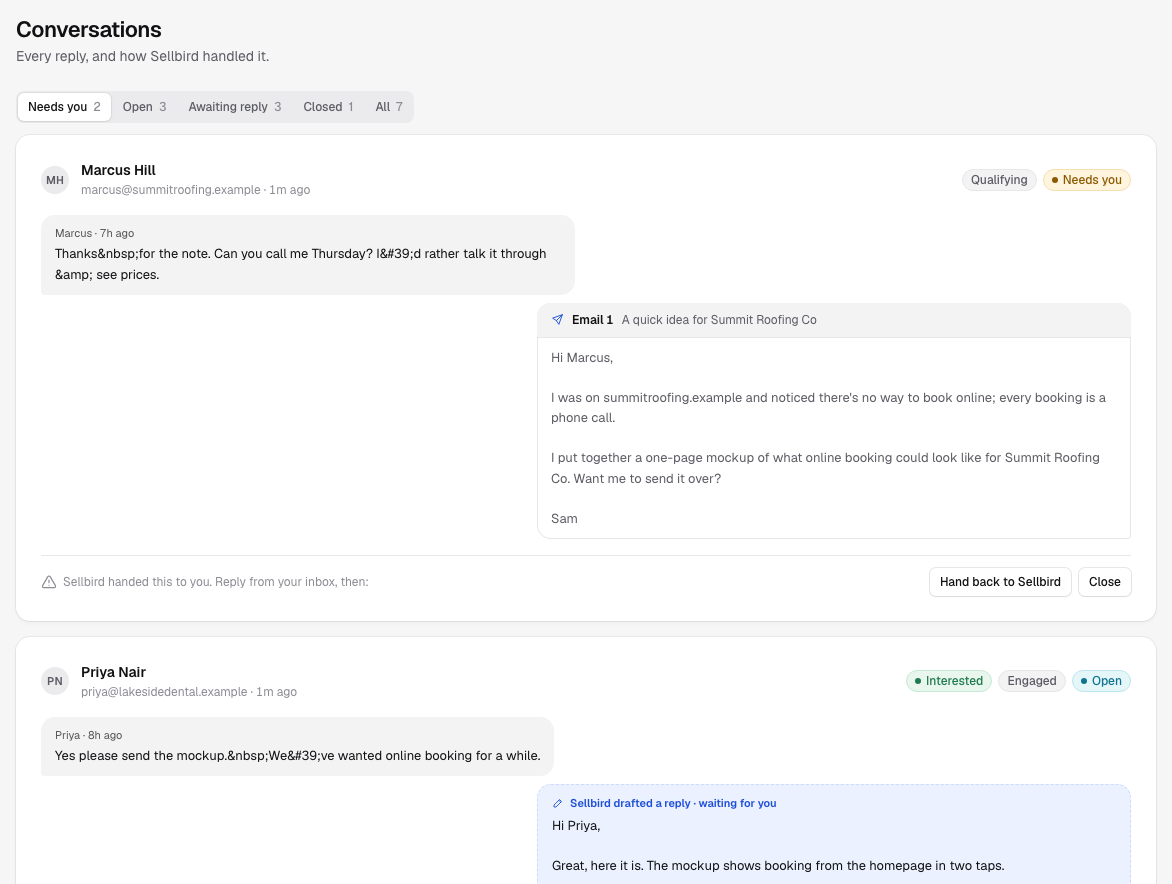 Conversations
Every reply, and how Sellbird handled it.
Needs you 2 Open 3 Awaiting reply 3 Closed 1 All 7
MH
Marcus Hill
marcus@summitroofing.example · 1m ago
Qualifying
Needs you
Marcus · 7h ago
Thanks&nbsp;for the note. Can you call me Thursday? I&#39;d rather talk it through
&amp; see prices.
Email 1 A quick idea for Summit Roofing Co
Hi Marcus,
I was on summitroofing.example and noticed there's no way to book online; every booking is a
phone call.
I put together a one-page mockup of what online booking could look like for Summit Roofing
Co. Want me to send it over?
Sam
Sellbird handed this to you. Reply from your inbox, then:
Hand back to Sellbird
Close
PN
Priya Nair
priya@lakesidedental.example · 1m ago
Interested
Engaged
Open
Priya · 8h ago
Yes please send the mockup.&nbsp;We&#39;ve wanted online booking for a while.
Sellbird drafted a reply · waiting for you
Hi Priya,
Great, here it is. The mockup shows booking from the homepage in two taps.